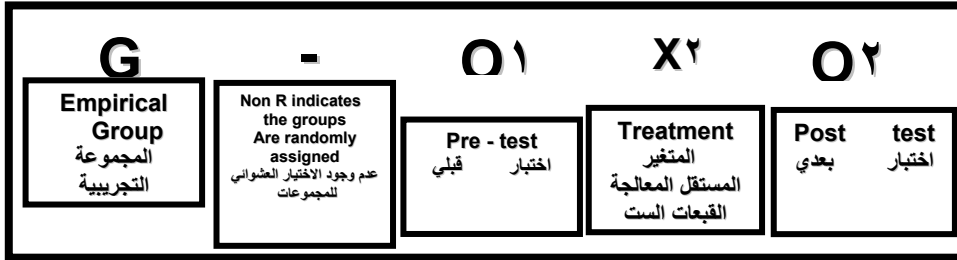 G - O١ X٢ O٢
Empirical
Group
المجموعة
التجريبية
Non R indicates
the groups
Are randomly
assigned
عدم وجود الاختيار العشوائي
للمجموعات
Pre - test
اختبار قبلي
Treatment
المتغير
المستقل المعالجة
القبعات الست
Post test
اختبار بعدي